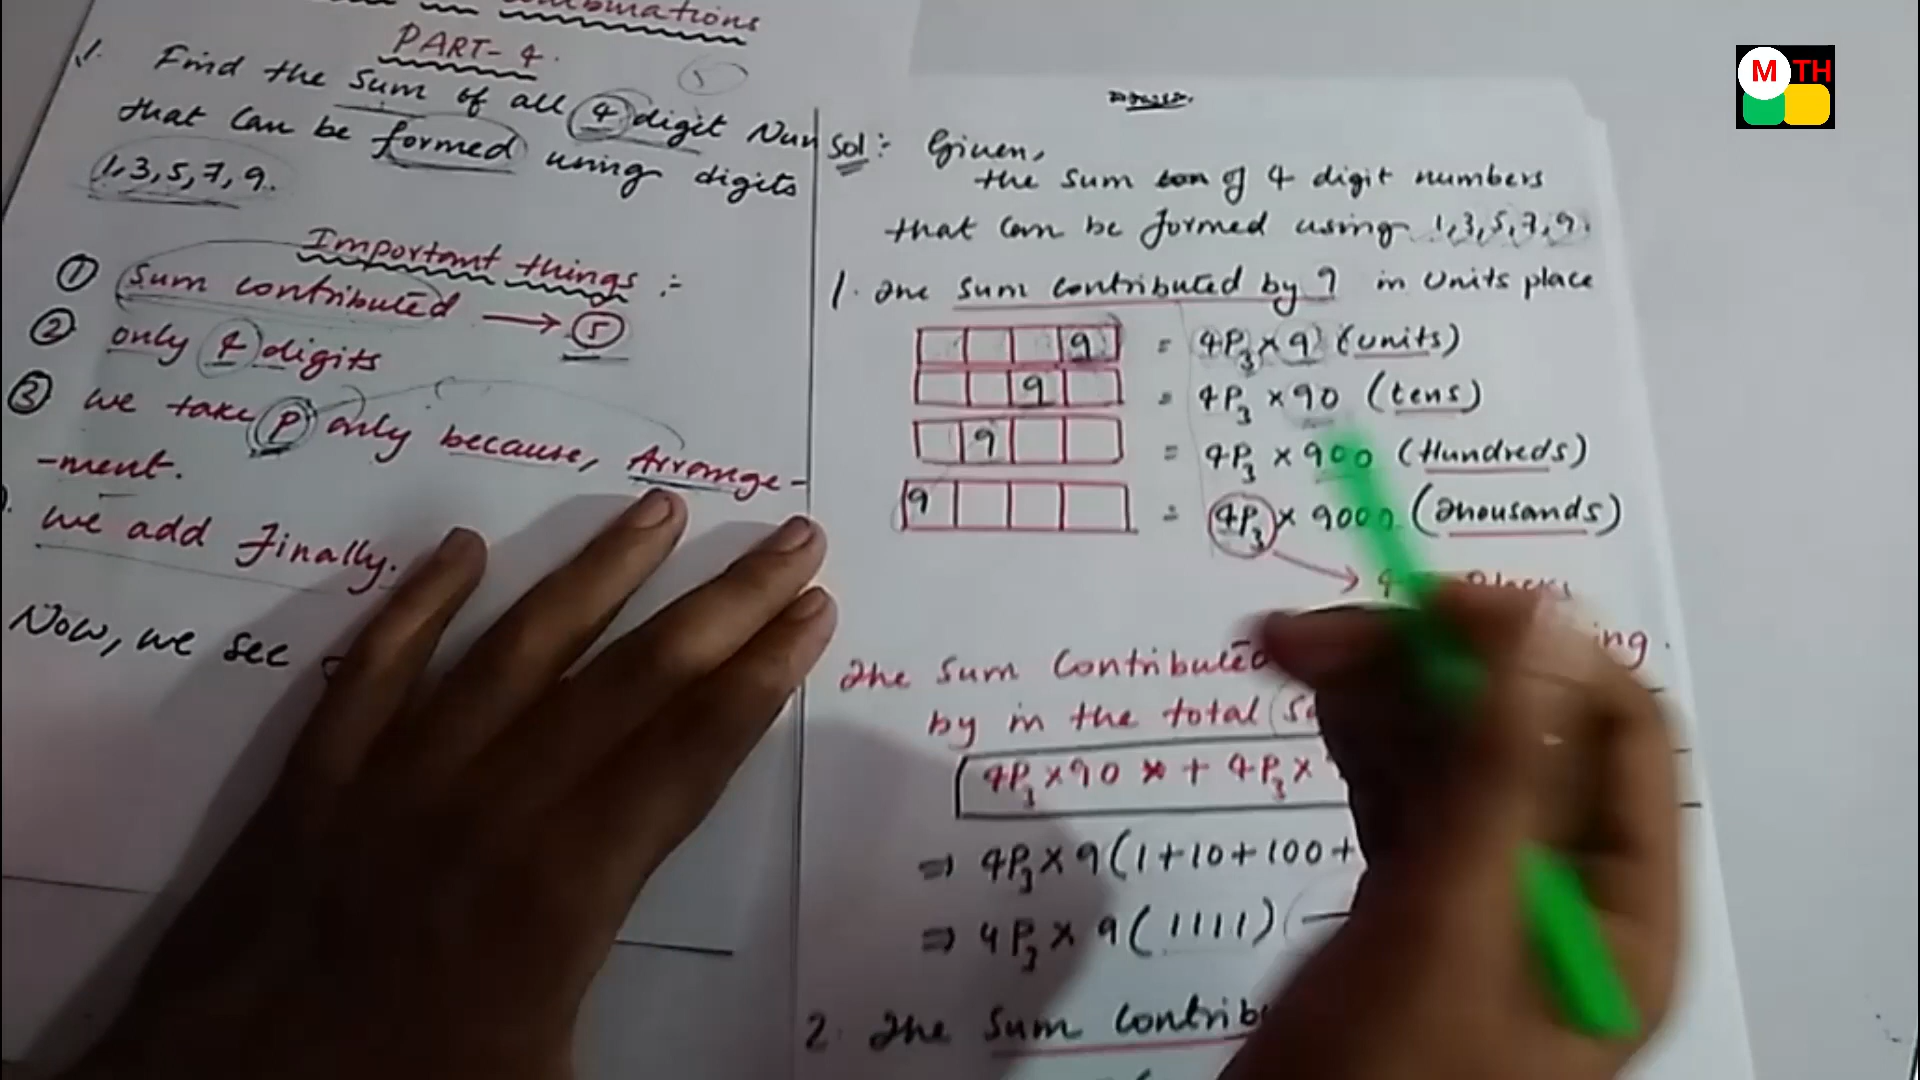 PART-4.
1. Find the sum of all 4 digit Num
that can be formed using digits
1,3,5,7,9.
Important things :-
① Sum contributed → 5
② only 4 digits
③ we take P only because, Arrange-
-ment.
we add finally.
Now, we see
Sol:- Given,
the sum of 4 digit numbers
that can be formed using 1,3,5,7,9.
1. The sum contributed by 9 in units place
9 = 4P3 × 9 (units)
9 = 4P3 × 90 (tens)
9 = 4P3 × 900 (Hundreds)
9 = 4P3 × 9000 (Thousands)
The sum contributed
by in the total
4P3 × 90 + 4P3 ×
⇒ 4P3 × 9 (1+10+100+
⇒ 4P3 × 9 (1111)
2. The sum
M TH